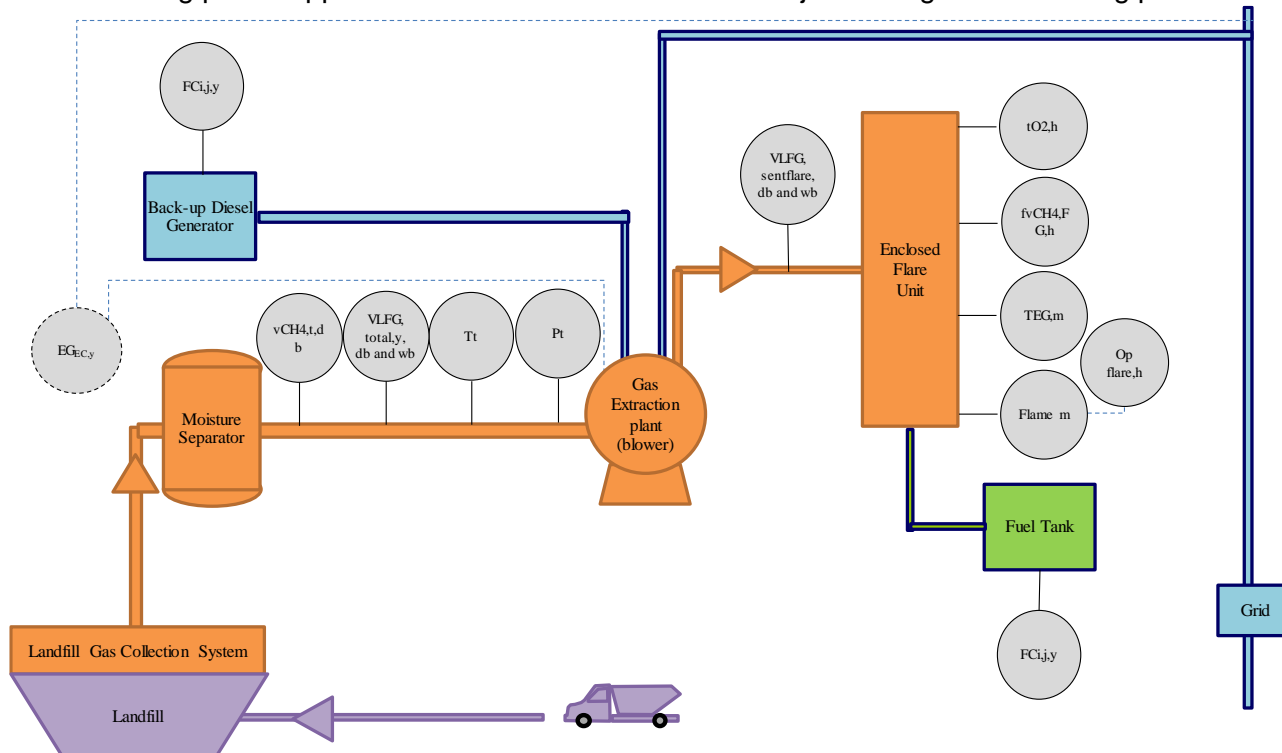 FCi,j,y
Back-up Diesel
Generator
EG_EC,y
vCH4,t,d
b
VLFG,
total,y,
db and wb
Tt
Pt
VLFG,
sentflare,
db and wb
tO2,h
fvCH4,F
G,h
TEG,m
Op
flare,h
Flame m
Enclosed
Flare
Unit
Moisture
Separator
Gas
Extraction
plant
(blower)
Fuel Tank
FCi,j,y
Grid
Landfill Gas Collection System
Landfill